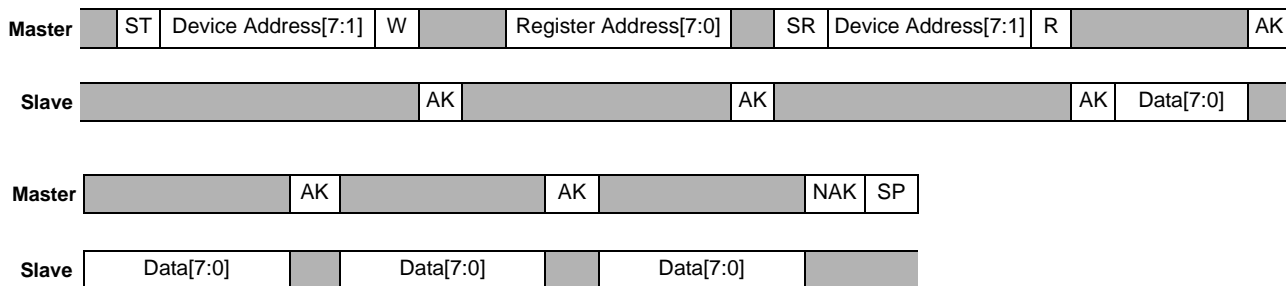 Master ST Device Address[7:1] W Register Address[7:0] SR Device Address[7:1] R AK
Slave AK AK AK Data[7:0]
Master AK AK NAK SP
Slave Data[7:0] Data[7:0] Data[7:0]